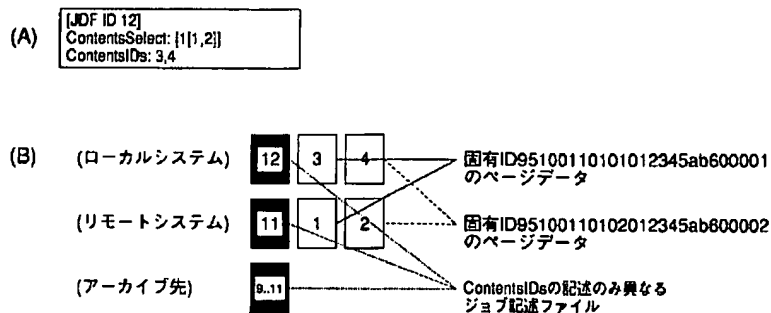 (A)
[JDF ID 12]
ContentsSelect: {1[1,2]}
ContentsIDs: 3,4
(B)
(ローカルシステム) 12 3 4 固有ID95100110101012345ab600001
のページデータ
(リモートシステム) 11 1 2 固有ID95100110102012345ab600002
のページデータ
(アーカイブ先) 9..11 ContentsIDsの記述のみ異なる
ジョブ記述ファイル